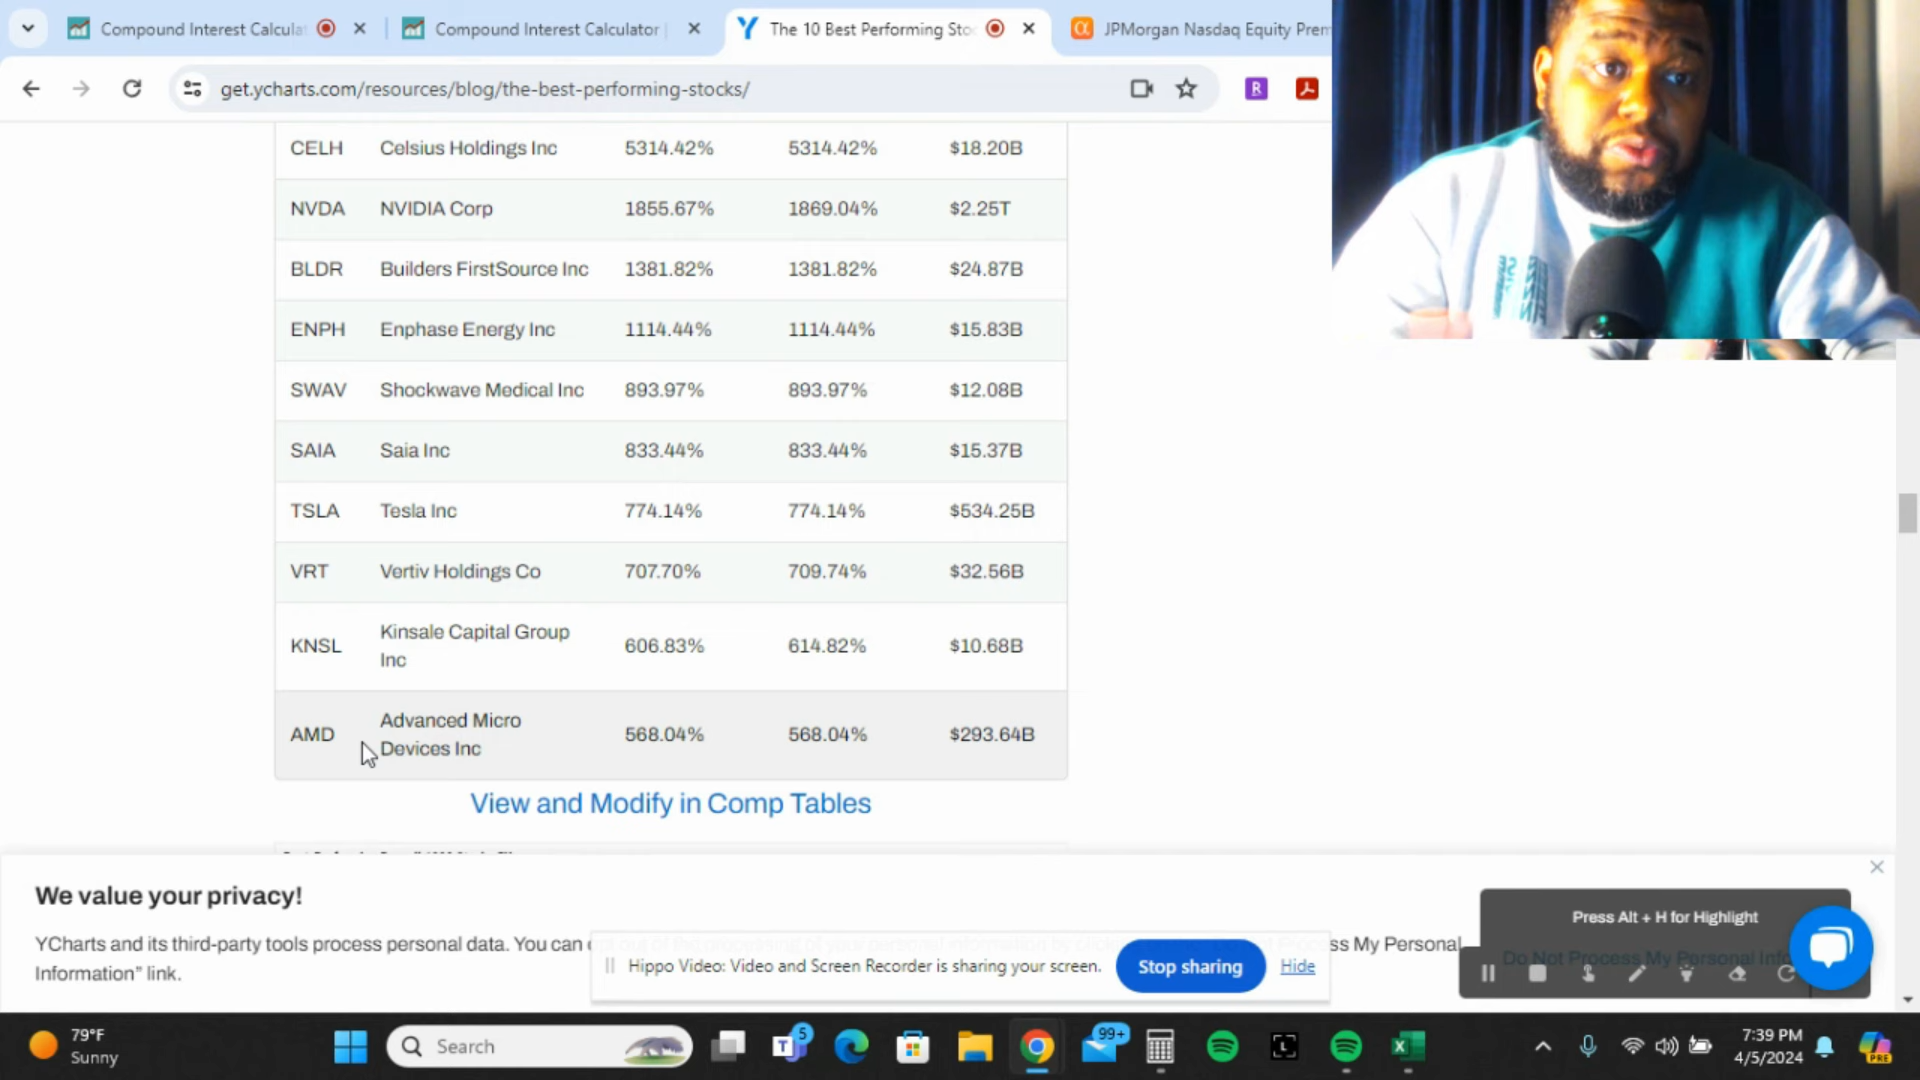 Compound Interest Calcula
Compound Interest Calculator |
The 10 Best Performing Sto
JPMorgan Nasdaq Equity Prem
get.ycharts.com/resources/blog/the-best-performing-stocks/
R
CELH Celsius Holdings Inc 5314.42% 5314.42% $18.20B
NVDA NVIDIA Corp 1855.67% 1869.04% $2.25T
BLDR Builders FirstSource Inc 1381.82% 1381.82% $24.87B
ENPH Enphase Energy Inc 1114.44% 1114.44% $15.83B
SWAV Shockwave Medical Inc 893.97% 893.97% $12.08B
SAIA Saia Inc 833.44% 833.44% $15.37B
TSLA Tesla Inc 774.14% 774.14% $534.25B
VRT Vertiv Holdings Co 707.70% 709.74% $32.56B
KNSL Kinsale Capital Group Inc 606.83% 614.82% $10.68B
AMD Advanced Micro Devices Inc 568.04% 568.04% $293.64B
View and Modify in Comp Tables
We value your privacy!
YCharts and its third-party tools process personal data. You can
ss My Personal
Information" link.
Do Not Process My Personal Info
Press Alt + H for Highlight
Hippo Video: Video and Screen Recorder is sharing your screen.
Stop sharing
Hide
79°F
Sunny
Search
5
99+
7:39 PM
4/5/2024
PRE